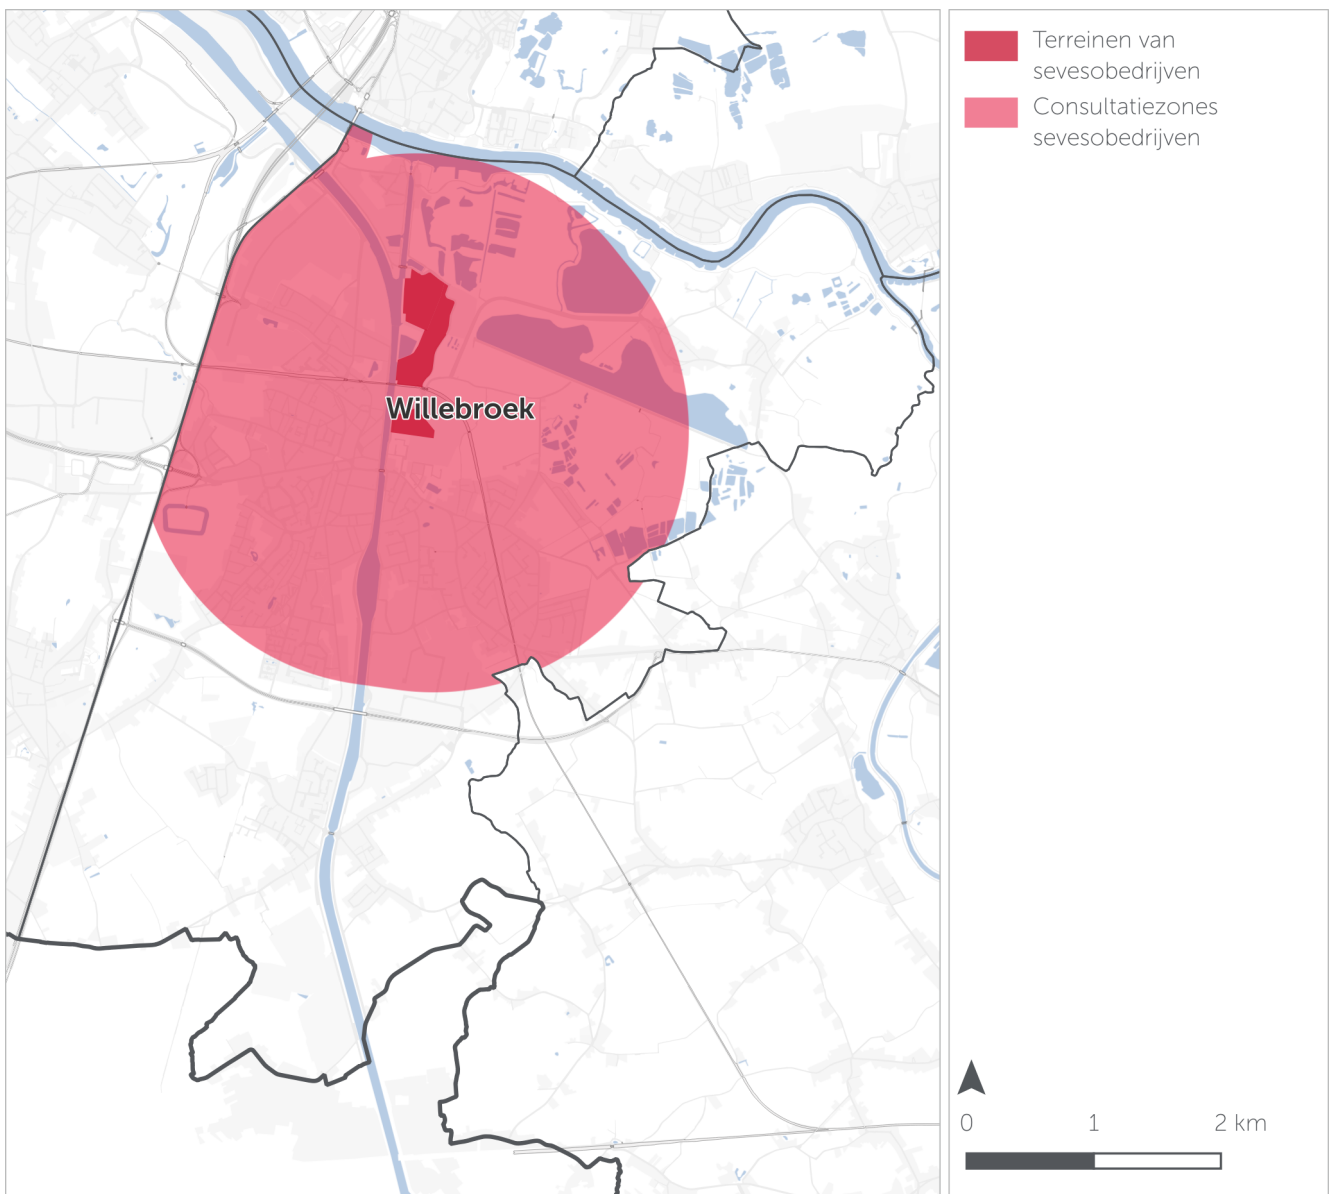 Terreinen van
sevesobedrijven
Consultatiezones
sevesobedrijven
Willebroek
0 1 2 km